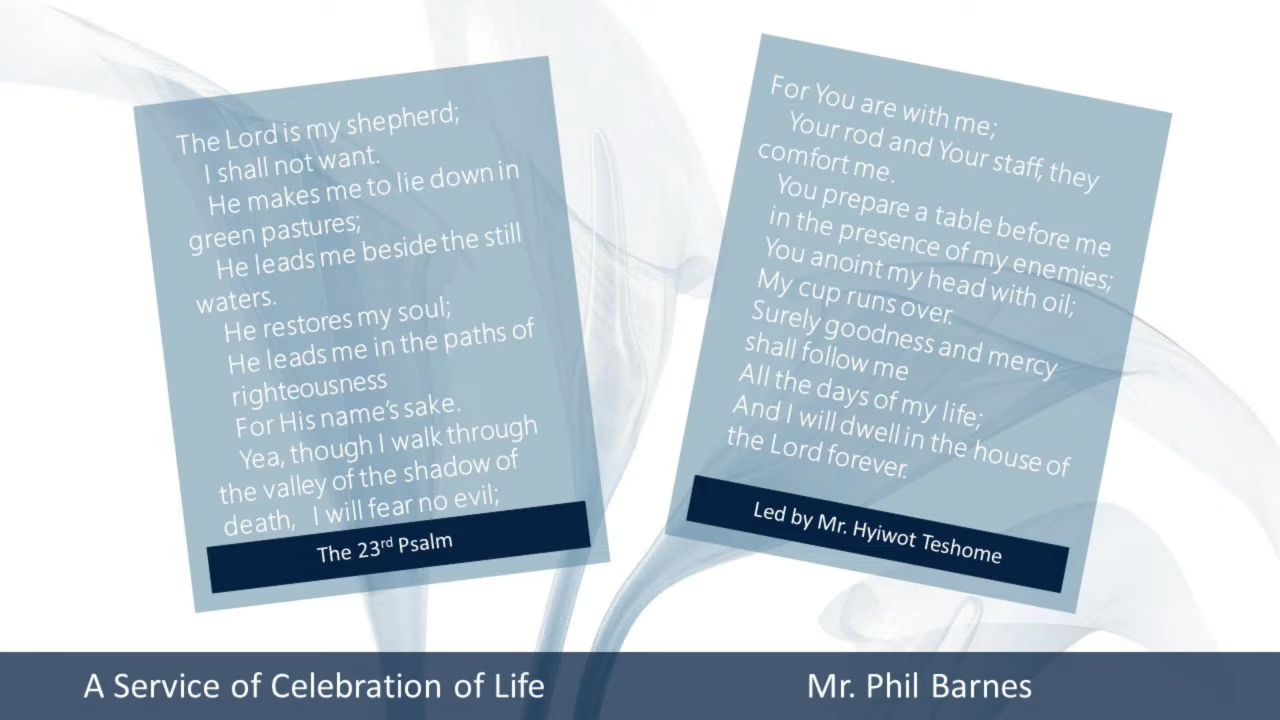 The Lord is my shepherd;
I shall not want.
He makes me to lie down in
green pastures;
He leads me beside the still
waters.
He restores my soul;
He leads me in the paths of
righteousness
For His name’s sake.
Yea, though I walk through
the valley of the shadow of
death, I will fear no evil;
The 23rd Psalm
For You are with me;
Your rod and Your staff, they
comfort me.
You prepare a table before me
in the presence of my enemies;
You anoint my head with oil;
My cup runs over.
Surely goodness and mercy
shall follow me
All the days of my life;
And I will dwell in the house of
the Lord forever.
Led by Mr. Hyiwot Teshome
A Service of Celebration of Life
Mr. Phil Barnes